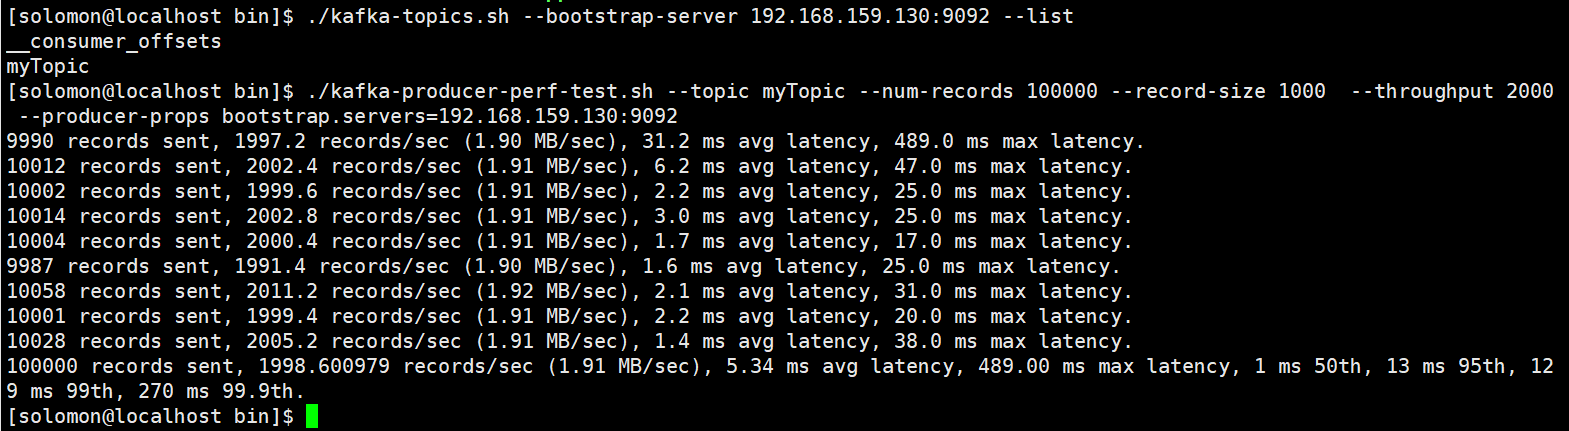 [solomon@localhost bin]$ ./kafka-topics.sh --bootstrap-server 192.168.159.130:9092 --list
__consumer_offsets
myTopic
[solomon@localhost bin]$ ./kafka-producer-perf-test.sh --topic myTopic --num-records 100000 --record-size 1000  --throughput 2000
 --producer-props bootstrap.servers=192.168.159.130:9092
9990 records sent, 1997.2 records/sec (1.90 MB/sec), 31.2 ms avg latency, 489.0 ms max latency.
10012 records sent, 2002.4 records/sec (1.91 MB/sec), 6.2 ms avg latency, 47.0 ms max latency.
10002 records sent, 1999.6 records/sec (1.91 MB/sec), 2.2 ms avg latency, 25.0 ms max latency.
10014 records sent, 2002.8 records/sec (1.91 MB/sec), 3.0 ms avg latency, 25.0 ms max latency.
10004 records sent, 2000.4 records/sec (1.91 MB/sec), 1.7 ms avg latency, 17.0 ms max latency.
9987 records sent, 1991.4 records/sec (1.90 MB/sec), 1.6 ms avg latency, 25.0 ms max latency.
10058 records sent, 2011.2 records/sec (1.92 MB/sec), 2.1 ms avg latency, 31.0 ms max latency.
10001 records sent, 1999.4 records/sec (1.91 MB/sec), 2.2 ms avg latency, 20.0 ms max latency.
10028 records sent, 2005.2 records/sec (1.91 MB/sec), 1.4 ms avg latency, 38.0 ms max latency.
100000 records sent, 1998.600979 records/sec (1.91 MB/sec), 5.34 ms avg latency, 489.00 ms max latency, 1 ms 50th, 13 ms 95th, 12
9 ms 99th, 270 ms 99.9th.
[solomon@localhost bin]$